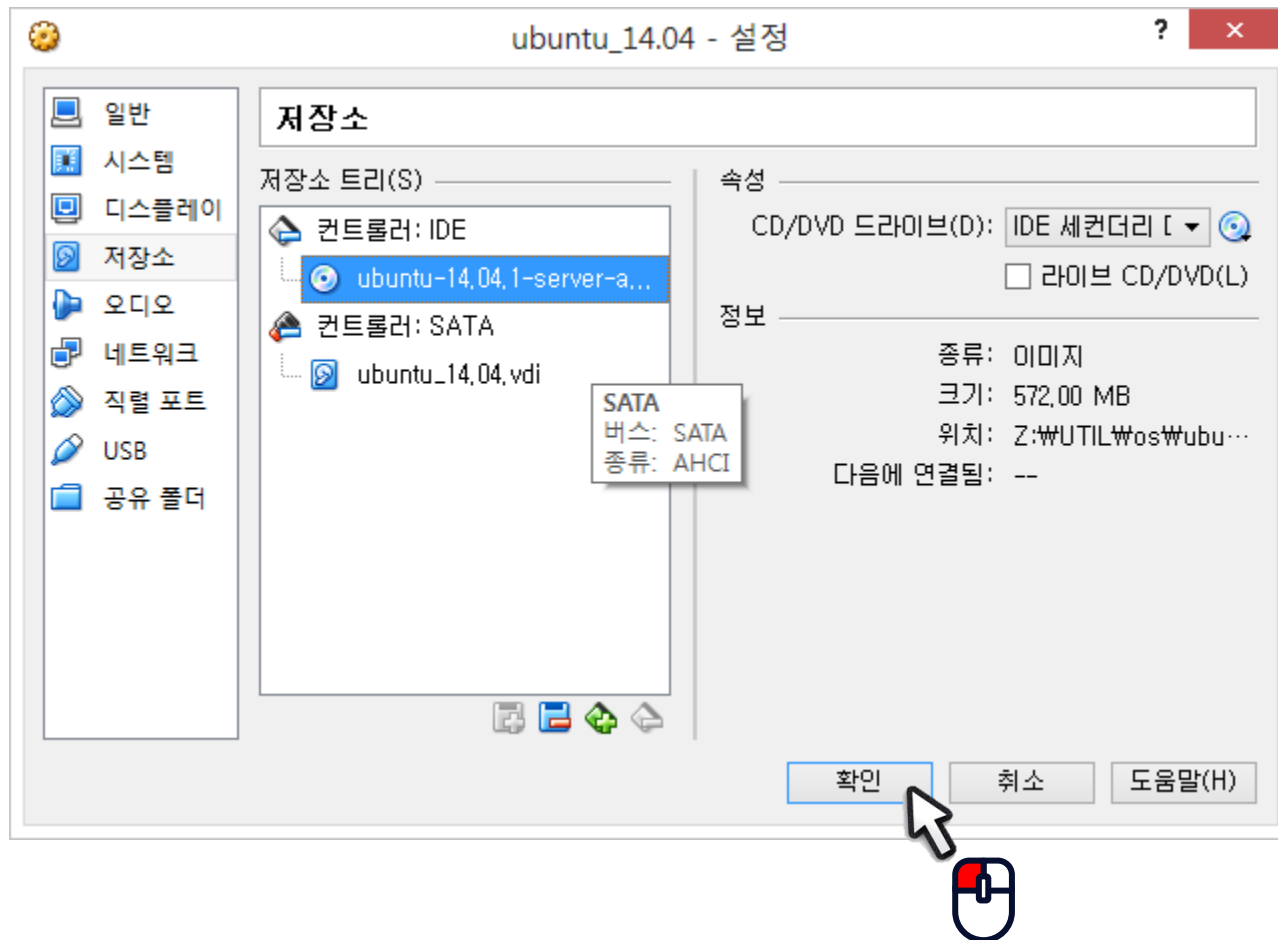 ubuntu_14.04 - 설정
?
×
일반
시스템
디스플레이
저장소
오디오
네트워크
직렬 포트
USB
공유 폴더
저장소
저장소 트리(S)
컨트롤러: IDE
ubuntu-14,04,1-server-a...
컨트롤러: SATA
ubuntu_14,04,vdi
SATA
버스: SATA
종류: AHCI
속성
CD/DVD 드라이브(D): IDE 세컨더리 [
라이브 CD/DVD(L)
정보
종류: 이미지
크기: 572,00 MB
위치: Z:₩UTIL₩os₩ubu…
다음에 연결됨: --
확인
취소
도움말(H)